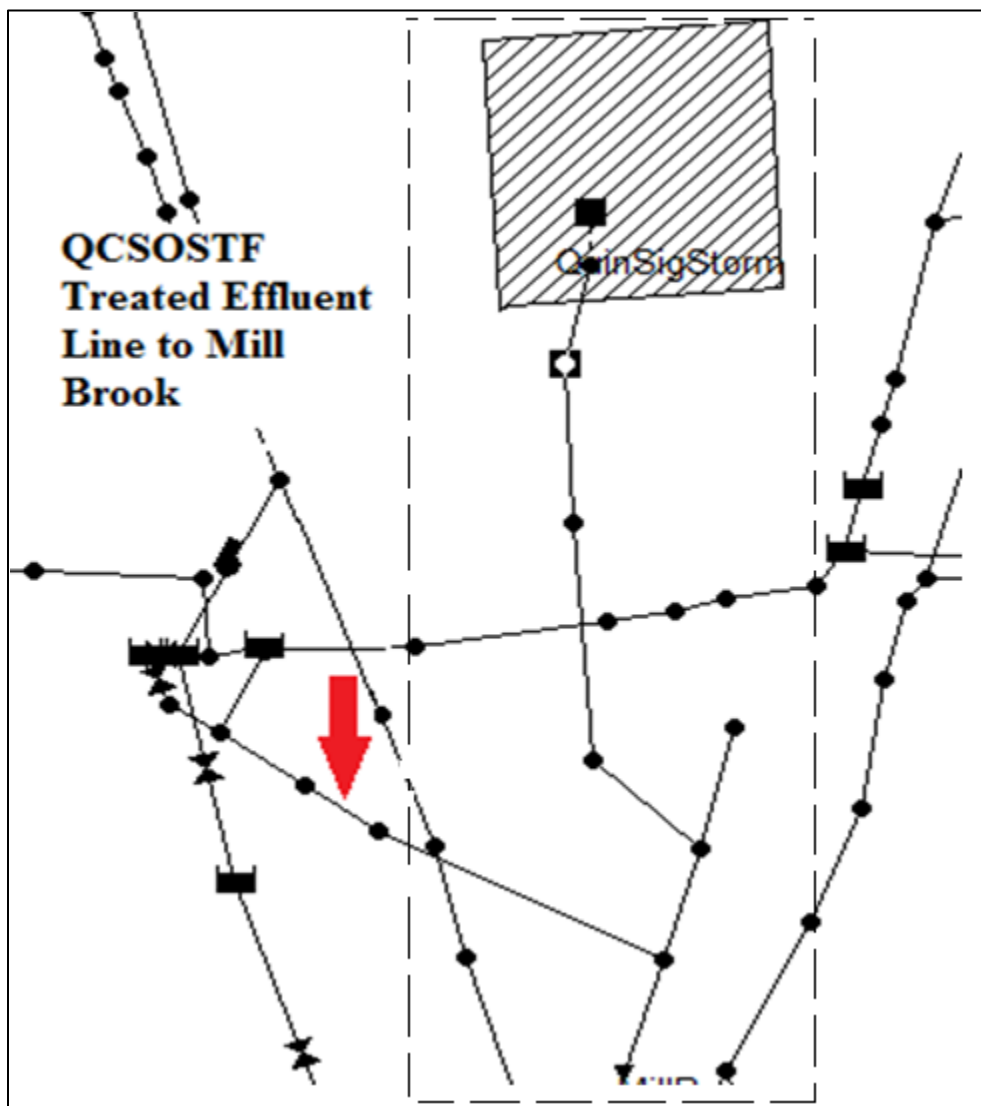 QCSOSTF
Treated Effluent
Line to Mill
Brook
QuinSigStorm